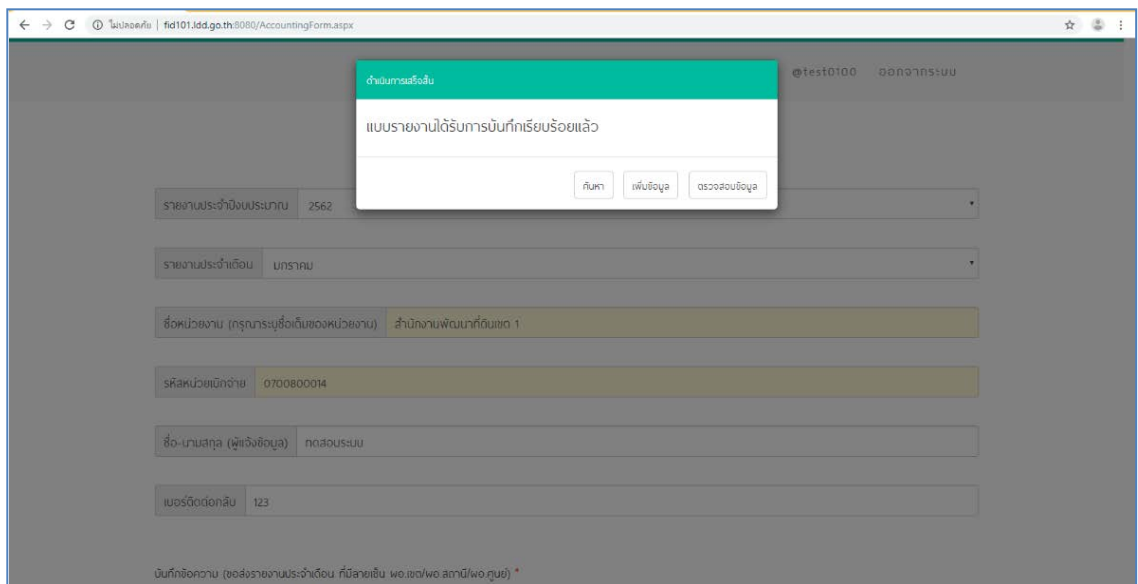 ไม่ปลอดภัย | fid101.ldd.go.th:8080/AccountingForm.aspx
@test0100 ออกจากระบบ
ดำเนินการเสร็จสิ้น
แบบรายงานได้รับการบันทึกเรียบร้อยแล้ว
ค้นหา เพิ่มข้อมูล ตรวจสอบข้อมูล
รายงานประจำปีงบประมาณ 2562
รายงานประจำเดือน มกราคม
ชื่อหน่วยงาน (กรุณาระบุชื่อเต็มของหน่วยงาน) สำนักงานพัฒนาที่ดินเขต 1
รหัสหน่วยเบิกจ่าย 0700800014
ชื่อ-นามสกุล (ผู้แจ้งข้อมูล) ทดสอบระบบ
เบอร์ติดต่อกลับ 123
บันทึกข้อความ (ขอส่งรายงานประจำเดือน ที่มีลายเซ็น ผอ.เขต/ผอ.สถานี/ผอ.ศูนย์) *